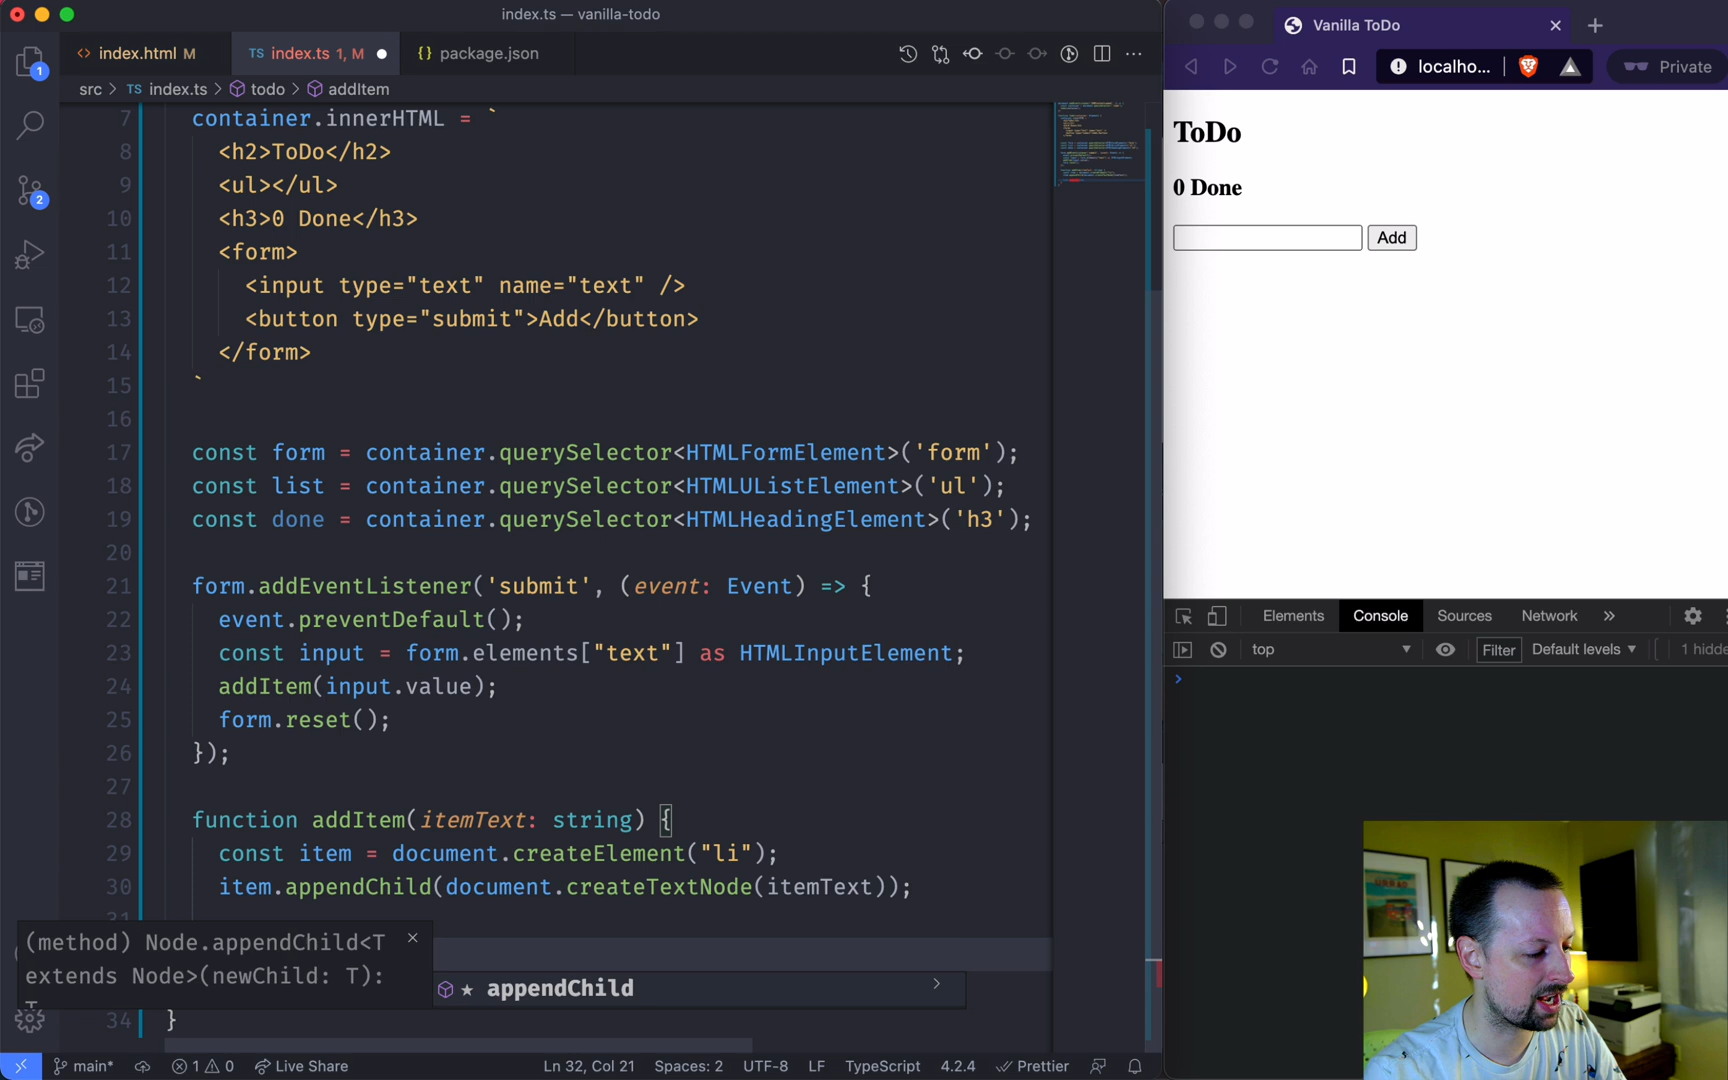 index.ts — vanilla-todo
index.html M
TS index.ts 1, M
{} package.json
src > TS index.ts > todo > addItem
7 container.innerHTML = `
8 <h2>ToDo</h2>
9 <ul></ul>
10 <h3>0 Done</h3>
11 <form>
12 <input type="text" name="text" />
13 <button type="submit">Add</button>
14 </form>
15 `
16
17 const form = container.querySelector<HTMLFormElement>('form');
18 const list = container.querySelector<HTMLUListElement>('ul');
19 const done = container.querySelector<HTMLHeadingElement>('h3');
20
21 form.addEventListener('submit', (event: Event) => {
22 event.preventDefault();
23 const input = form.elements["text"] as HTMLInputElement;
24 addItem(input.value);
25 form.reset();
26 });
27
28 function addItem(itemText: string) {
29 const item = document.createElement("li");
30 item.appendChild(document.createTextNode(itemText));
31
(method) Node.appendChild<T
extends Node>(newChild: T):
appendChild
34 }
1
2
main* 1 0 Live Share Ln 32, Col 21 Spaces: 2 UTF-8 LF TypeScript 4.2.4 Prettier
Vanilla ToDo
localho...
Private
ToDo
0 Done
Add
Elements Console Sources Network
top Filter Default levels 1 hidde